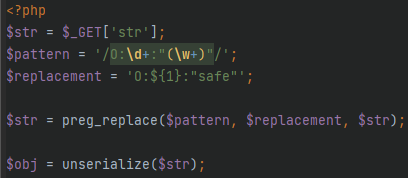 <?php
$str = $_GET['str'];
$pattern = '/O:\d+:"(\w+)"/';
$replacement = 'O:${1}:"safe"';
$str = preg_replace($pattern, $replacement, $str);
$obj = unserialize($str);